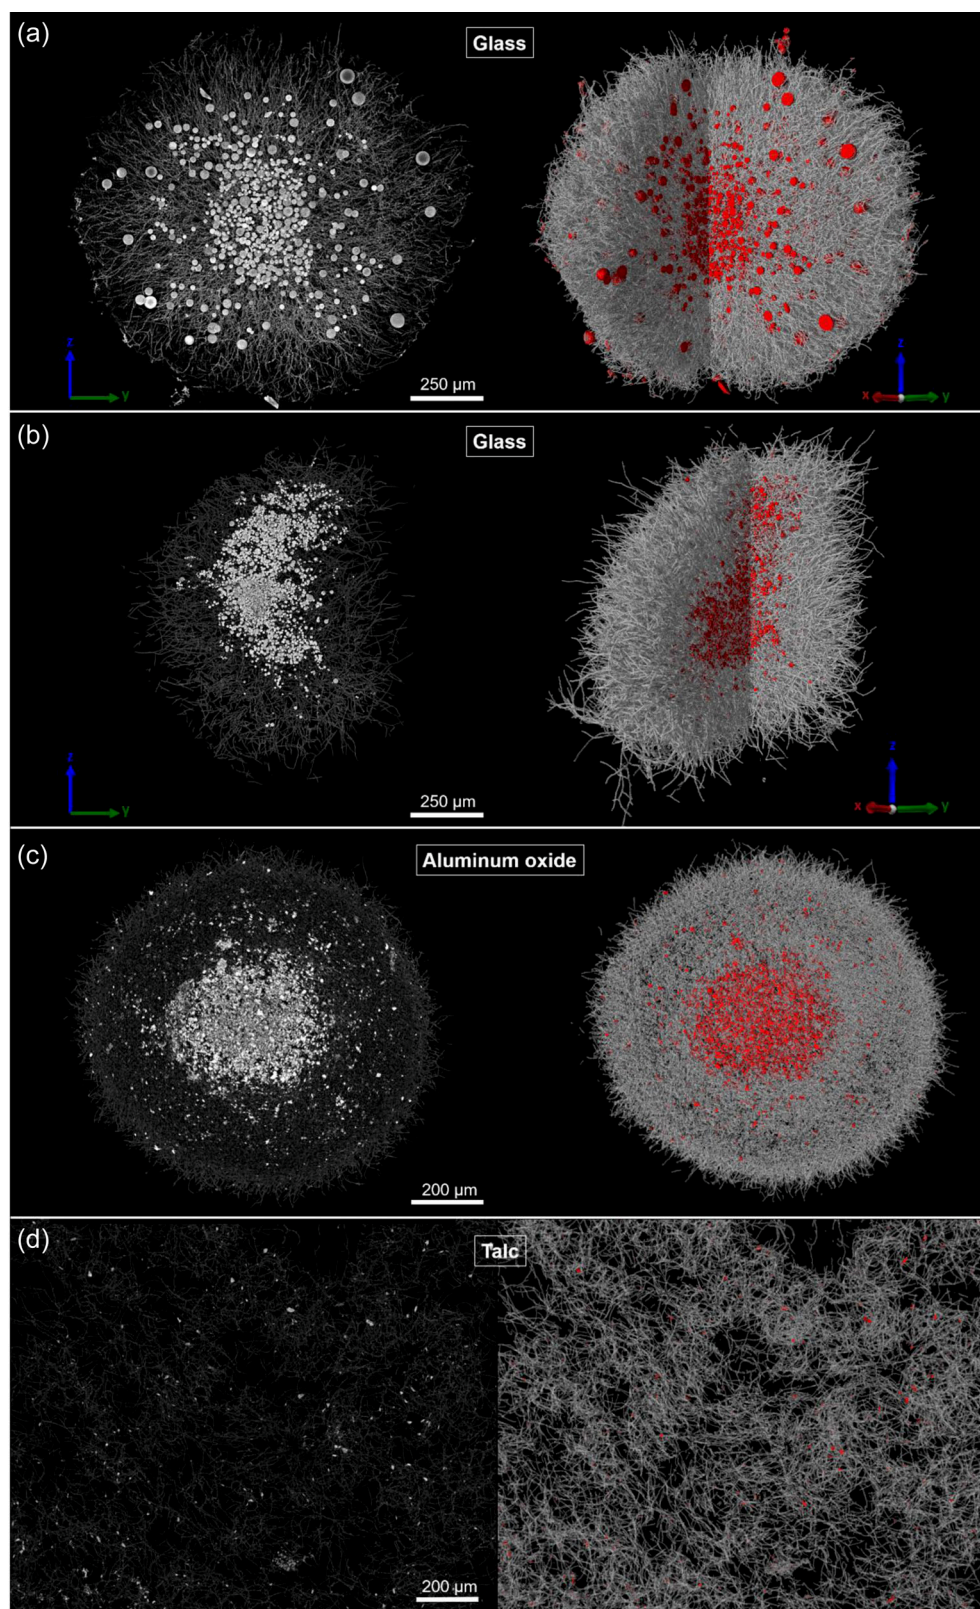 (a)
Glass
z
y
250 µm
z
x
y
(b)
Glass
z
y
250 µm
z
x
y
(c)
Aluminum oxide
200 µm
(d)
Talc
200 µm